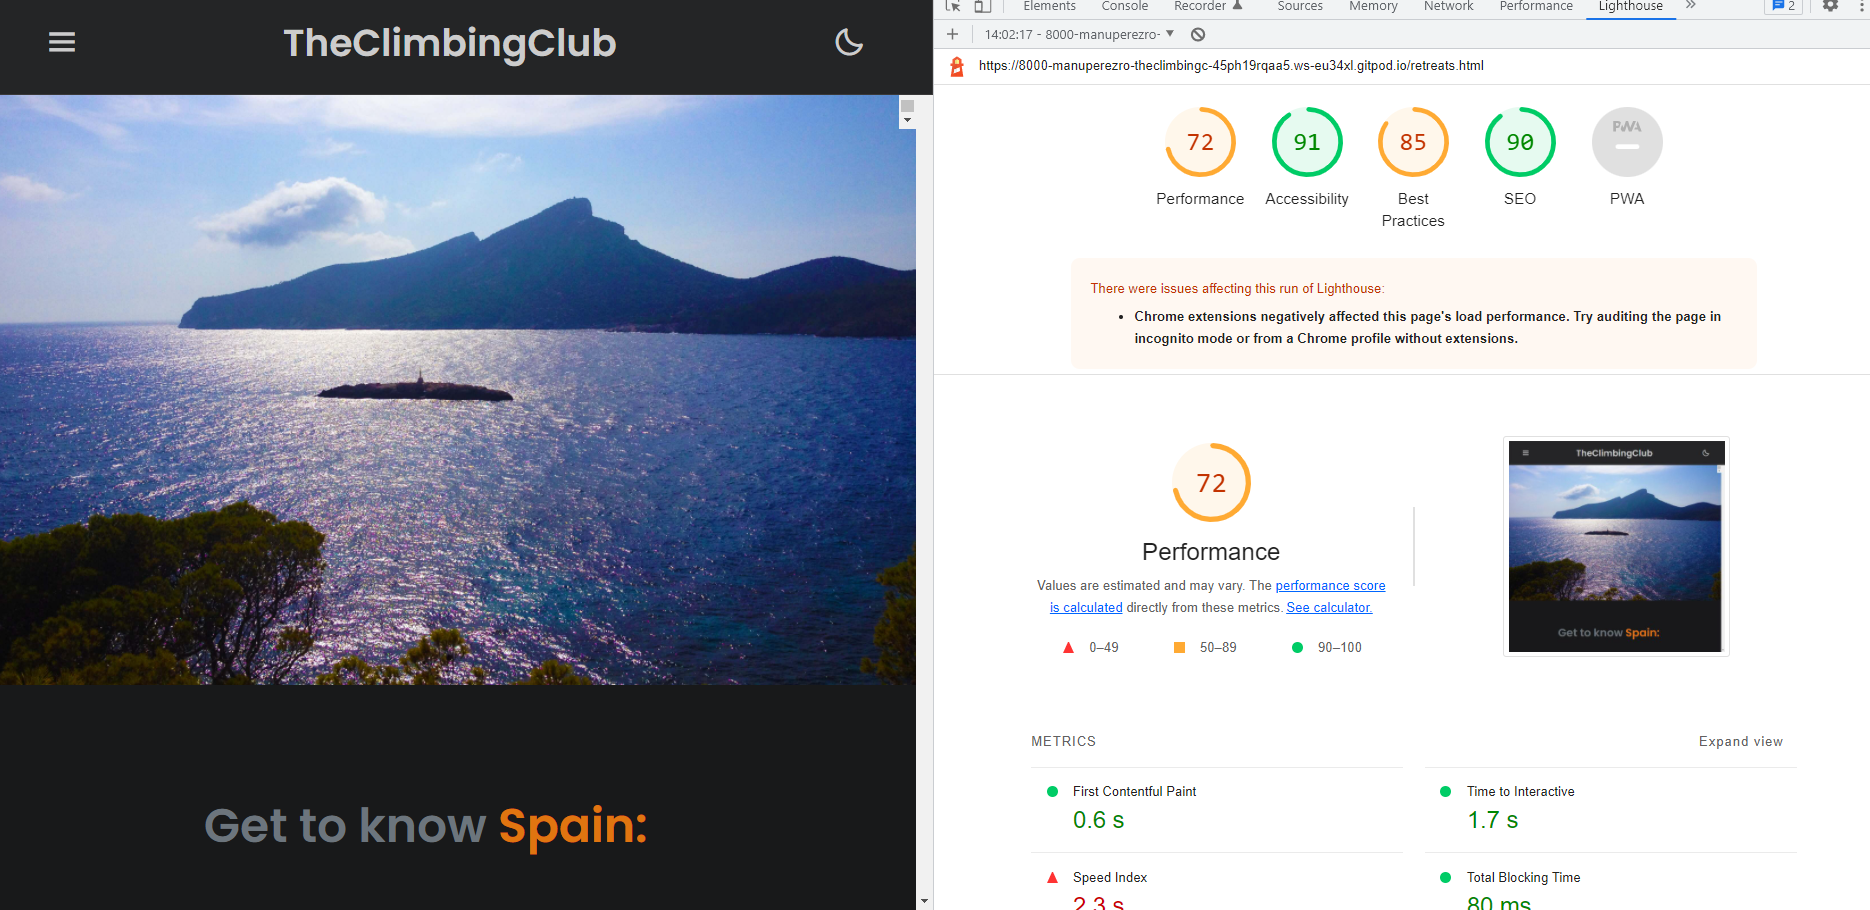 TheClimbingClub
Get to know Spain:
Elements Console Recorder Sources Memory Network Performance Lighthouse 2
14:02:17 - 8000-manuperezro-
https://8000-manuperezro-theclimbingc-45ph19rqaa5.ws-eu34xl.gitpod.io/retreats.html
72 91 85 90 PWA
Performance Accessibility Best Practices SEO PWA
There were issues affecting this run of Lighthouse:
• Chrome extensions negatively affected this page's load performance. Try auditing the page in
incognito mode or from a Chrome profile without extensions.
72
Performance
Values are estimated and may vary. The performance score
is calculated directly from these metrics. See calculator.
0–49 50–89 90–100
TheClimbingClub
Get to know Spain:
METRICS Expand view
First Contentful Paint
0.6 s
Time to Interactive
1.7 s
Speed Index
2.3 s
Total Blocking Time
80 ms